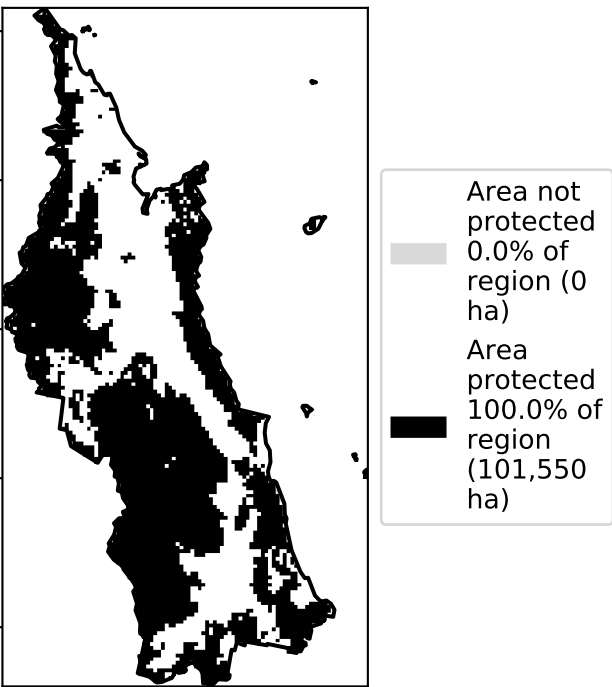 Area not
protected
0.0% of
region (0
ha)
Area
protected
100.0% of
region
(101,550
ha)